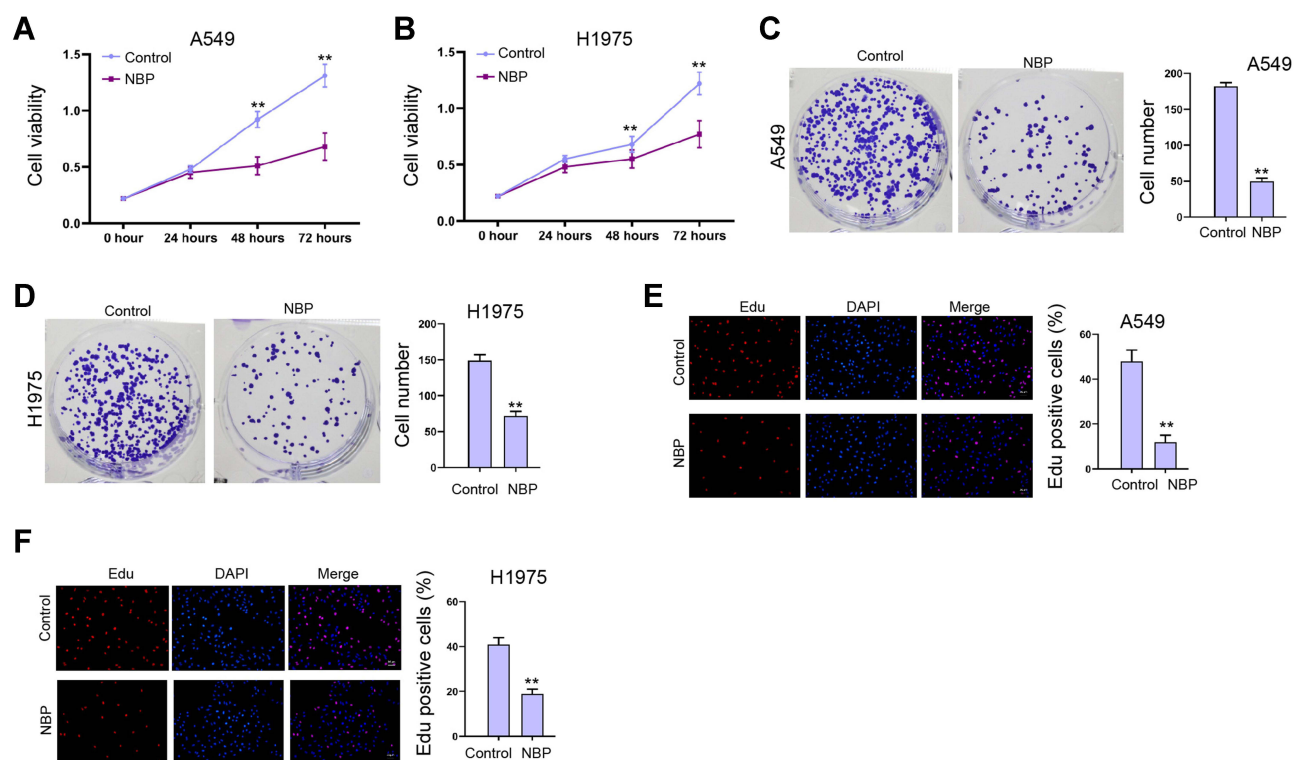 A
A549
Control
NBP
Cell viability
1.5
1.0
0.5
0.0
**
**
0 hour 24 hours 48 hours 72 hours
B
H1975
Control
NBP
Cell viability
1.5
1.0
0.5
0.0
**
**
0 hour 24 hours 48 hours 72 hours
C
Control NBP
A549
A549
Cell number
200
150
100
50
0
**
Control NBP
D
Control NBP
H1975
H1975
Cell number
200
150
100
50
0
**
Control NBP
E
Edu DAPI Merge
Control
NBP
A549
Edu positive cells (%)
60
40
20
0
**
Control NBP
F
Edu DAPI Merge
Control
NBP
H1975
Edu positive cells (%)
60
40
20
0
**
Control NBP